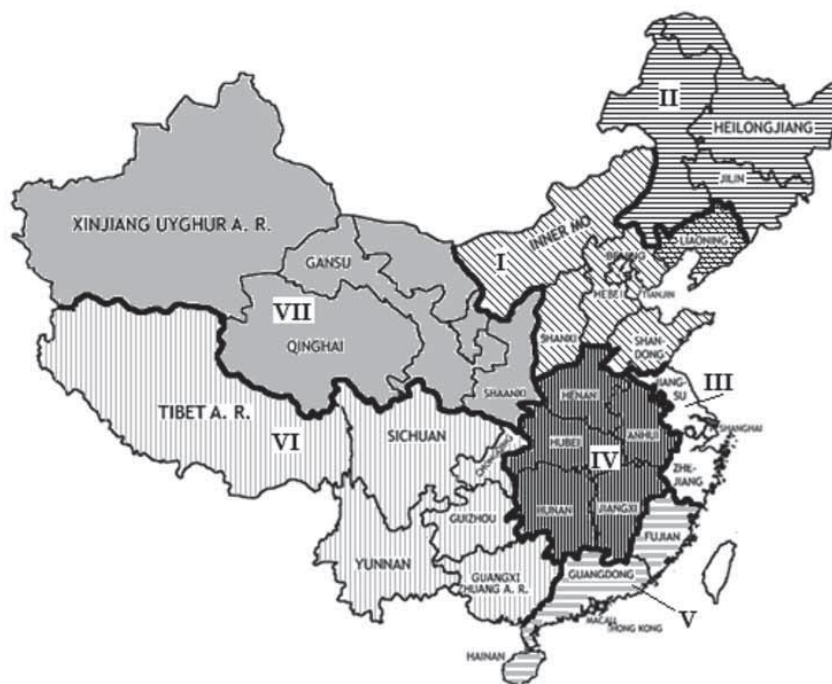 II
HEILONGJIANG
JILIN
XINJIANG UYGHUR A. R.
INNER MO
LIAONING
GANSU
I
HEBEI
TIANJIN
VII
QINGHAI
SHANXI
SHAN-
DONG
SHAANXI
HENAN
JIANG-
SU
III
TIBET A. R.
VI
SICHUAN
HUBEI
ANHUI
SHANGHAI
CHONGQING
IV
ZHE-
JIANG
HUNAN
JIANGXI
GUIZHOU
FUJIAN
YUNNAN
GUANGXI
ZHUANG A. R.
GUANGDONG
V
MACAU
HONG KONG
HAINAN